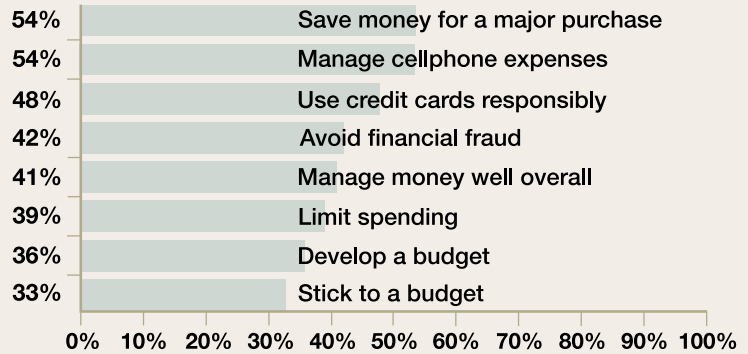 54% Save money for a major purchase
54% Manage cellphone expenses
48% Use credit cards responsibly
42% Avoid financial fraud
41% Manage money well overall
39% Limit spending
36% Develop a budget
33% Stick to a budget
0% 10% 20% 30% 40% 50% 60% 70% 80% 90% 100%